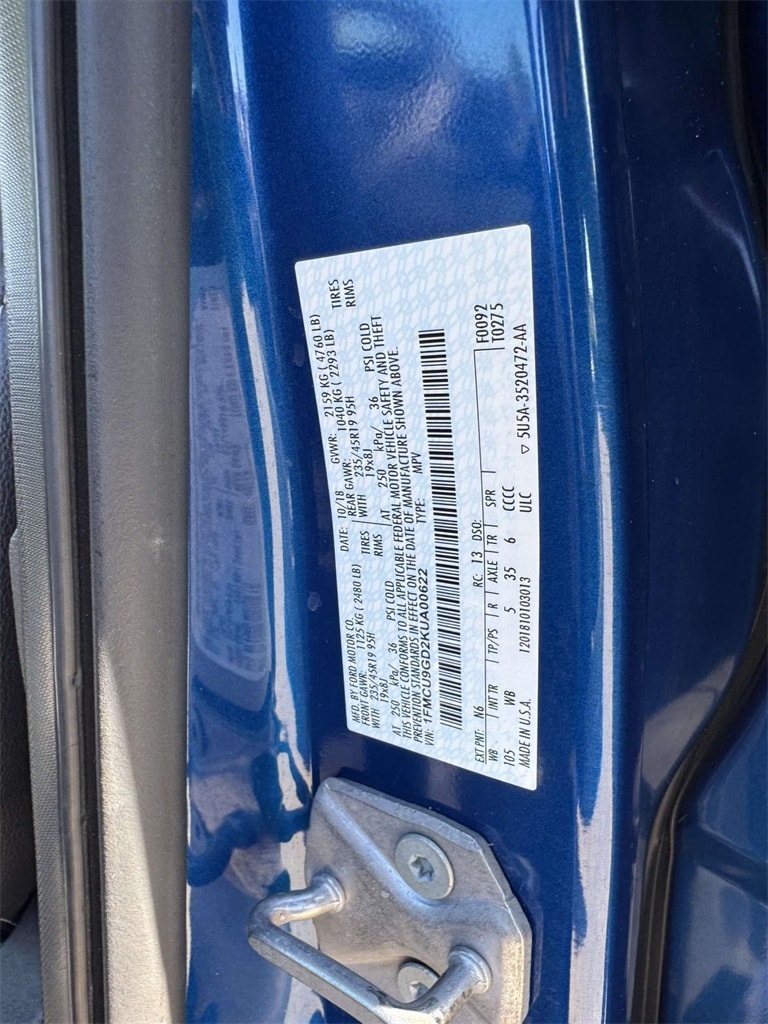 MFD. BY FORD MOTOR CO. DATE: 10/18 GVWR: 2159 KG ( 4760 LB)
FRONT GAWR: 1125 KG ( 2480 LB) REAR GAWR: 1040 KG ( 2293 LB)
WITH 235/45R19 95H TIRES WITH 235/45R19 95H TIRES
19x8J RIMS 19x8J RIMS
AT 250 kPa/ 36 PSI COLD AT 250 kPa/ 36 PSI COLD
THIS VEHICLE CONFORMS TO ALL APPLICABLE FEDERAL MOTOR VEHICLE SAFETY AND THEFT
PREVENTION STANDARDS IN EFFECT ON THE DATE OF MANUFACTURE SHOWN ABOVE.
VIN: 1FMCU9GD2KUA00622 TYPE: MPV
F0092
EXT PNT: N6 RC: 13 DSO: T0275
WB INT TR TP/PS R AXLE TR SPR
105 WB 5 35 6 CCCC ▽ 5U5A-3520472-AA
MADE IN U.S.A. 1201810103013 ULC